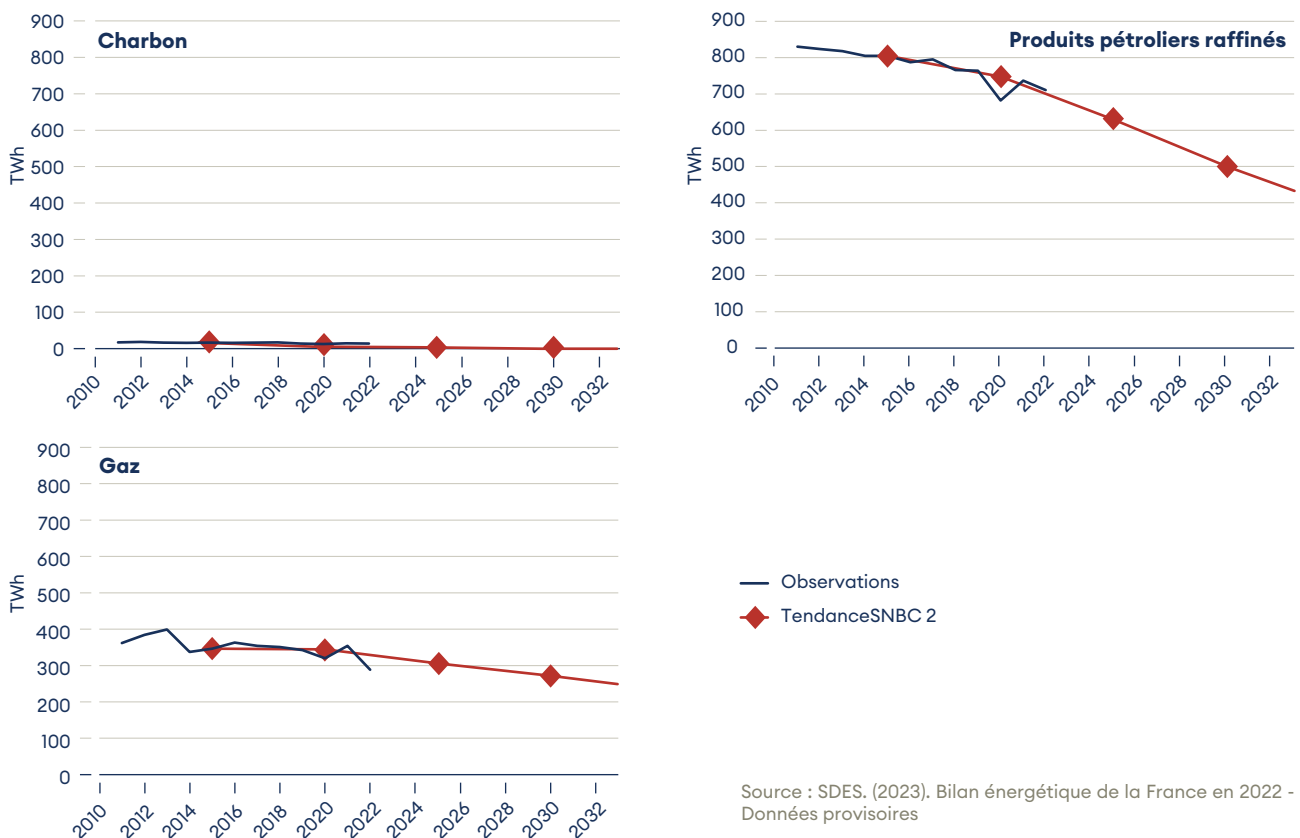 Charbon
TWh
900
800
700
600
500
400
300
200
100
0
2010 2012 2014 2016 2018 2020 2022 2024 2026 2028 2030 2032
Produits pétroliers raffinés
TWh
900
800
700
600
500
400
300
200
100
0
2010 2012 2014 2016 2018 2020 2022 2024 2026 2028 2030 2032
Gaz
TWh
900
800
700
600
500
400
300
200
100
0
2010 2012 2014 2016 2018 2020 2022 2024 2026 2028 2030 2032
Observations
TendanceSNBC 2
Source : SDES. (2023). Bilan énergétique de la France en 2022 -
Données provisoires